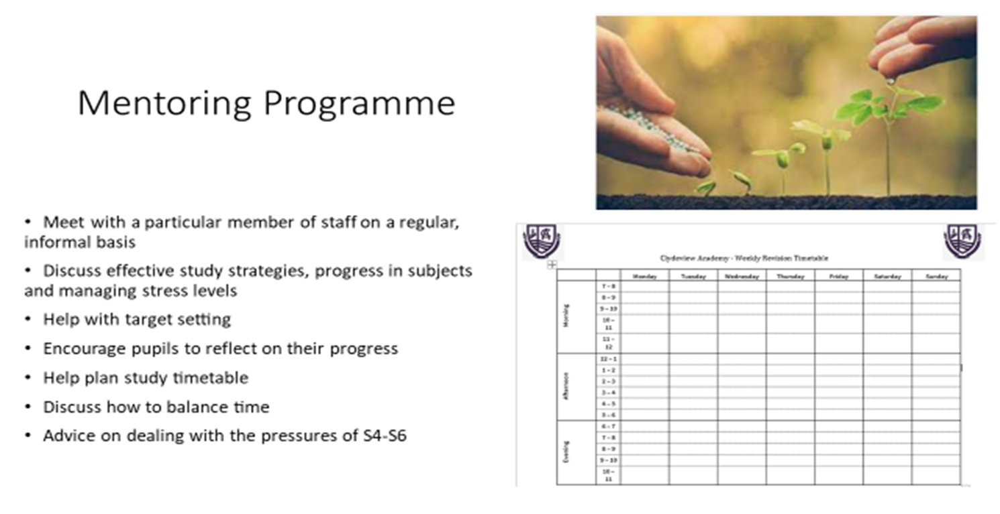 Mentoring Programme
• Meet with a particular member of staff on a regular,
informal basis
• Discuss effective study strategies, progress in subjects
and managing stress levels
• Help with target setting
• Encourage pupils to reflect on their progress
• Help plan study timetable
• Discuss how to balance time
• Advice on dealing with the pressures of S4-S6
Clydeview Academy - Weekly Revision Timetable
Monday Tuesday Wednesday Thursday Friday Saturday Sunday
Morning
7 – 8
8 – 9
9 – 10
10 –
11
11 –
12
Afternoon
12 – 1
1 – 2
2 – 3
3 – 4
4 – 5
5 – 6
Evening
6 – 7
7 – 8
8 – 9
9 – 10
10 –
11